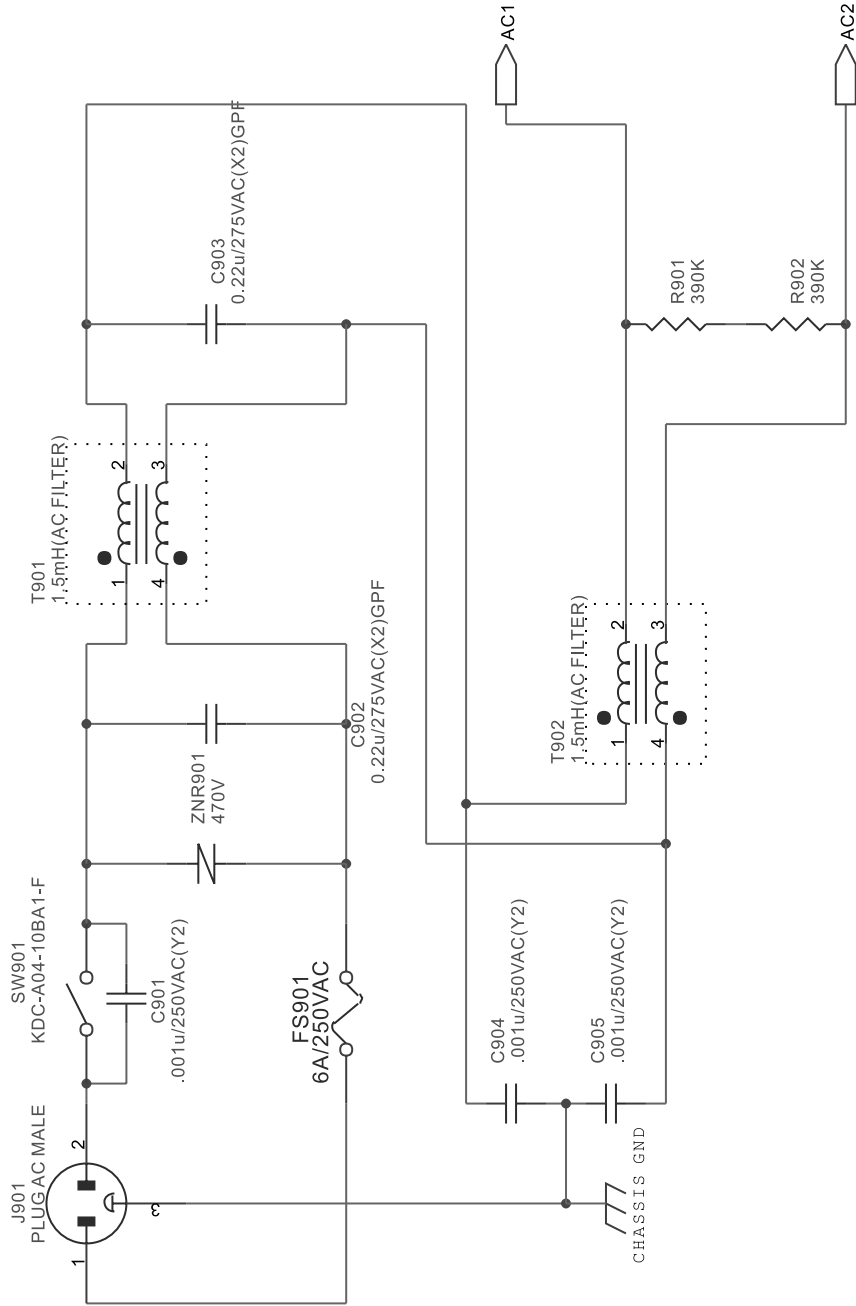 J901
PLUG AC MALE
1
2
3
SW901
KDC-A04-10BA1-F
C901
.001u/250VAC(Y2)
FS901
6A/250VAC
ZNR901
470V
C902
0.22u/275VAC(X2)GPF
T901
1.5mH(AC FILTER)
1
2
4
3
C903
0.22u/275VAC(X2)GPF
CHASSIS GND
C904
.001u/250VAC(Y2)
C905
.001u/250VAC(Y2)
T902
1.5mH(AC FILTER)
1
2
4
3
R901
390K
R902
390K
AC1
AC2